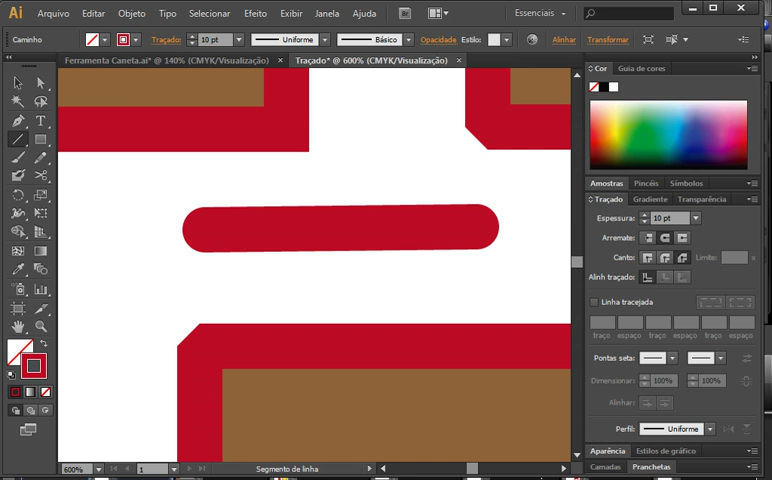 Ai Arquivo Editar Objeto Tipo Selecionar Efeito Exibir Janela Ajuda Br Essenciais
Caminho Traçado: 10 pt Uniforme Básico Opacidade Estilo: Alinhar Transformar
Ferramenta Caneta.ai* @ 140% (CMYK/Visualização) × Traçado* @ 600% (CMYK/Visualização) ×
Cor Guia de cores
Amostras Pincéis Símbolos
Traçado Gradiente Transparência
Espessura: 10 pt
Arremate:
Canto: Limite: x
Alinh traçado:
Linha tracejada
traço espaço traço espaço traço espaço
Pontas seta:
Dimensionar: 100% 100%
Alinhar:
Perfil: Uniforme
Aparência Estilos de gráfico
Camadas Pranchetas
600% 1 Segmento de linha